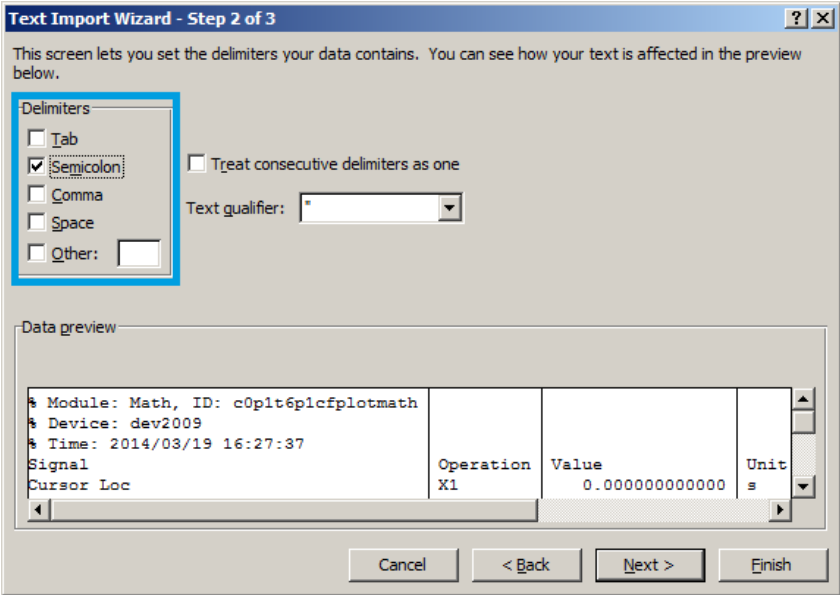 Text Import Wizard - Step 2 of 3
This screen lets you set the delimiters your data contains. You can see how your text is affected in the preview
below.
Delimiters
Tab
Semicolon
Comma
Space
Other:
Treat consecutive delimiters as one
Text qualifier: "
Data preview
% Module: Math, ID: c0p1t6p1cfplotmath
% Device: dev2009
% Time: 2014/03/19 16:27:37
Signal Operation Value Unit
Cursor Loc X1 0.000000000000 s
Cancel < Back Next > Finish